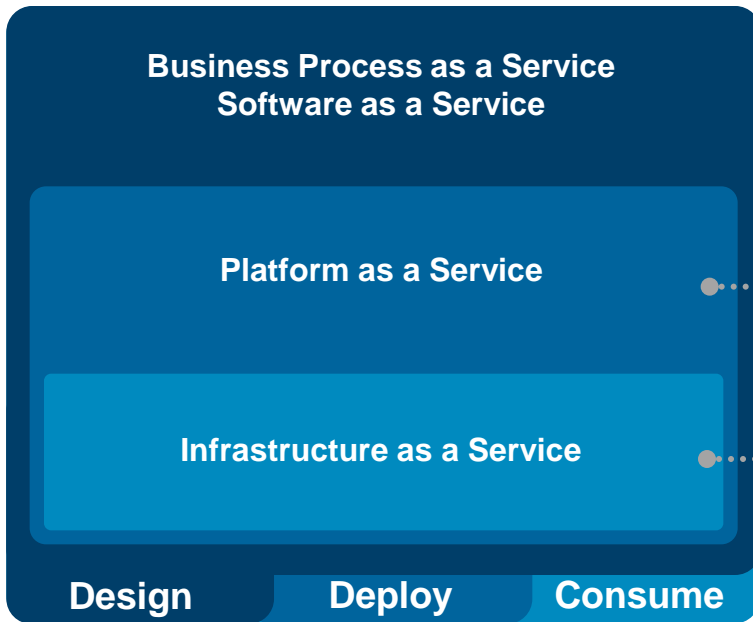 Business Process as a Service
Software as a Service
Platform as a Service
Infrastructure as a Service
Design Deploy Consume